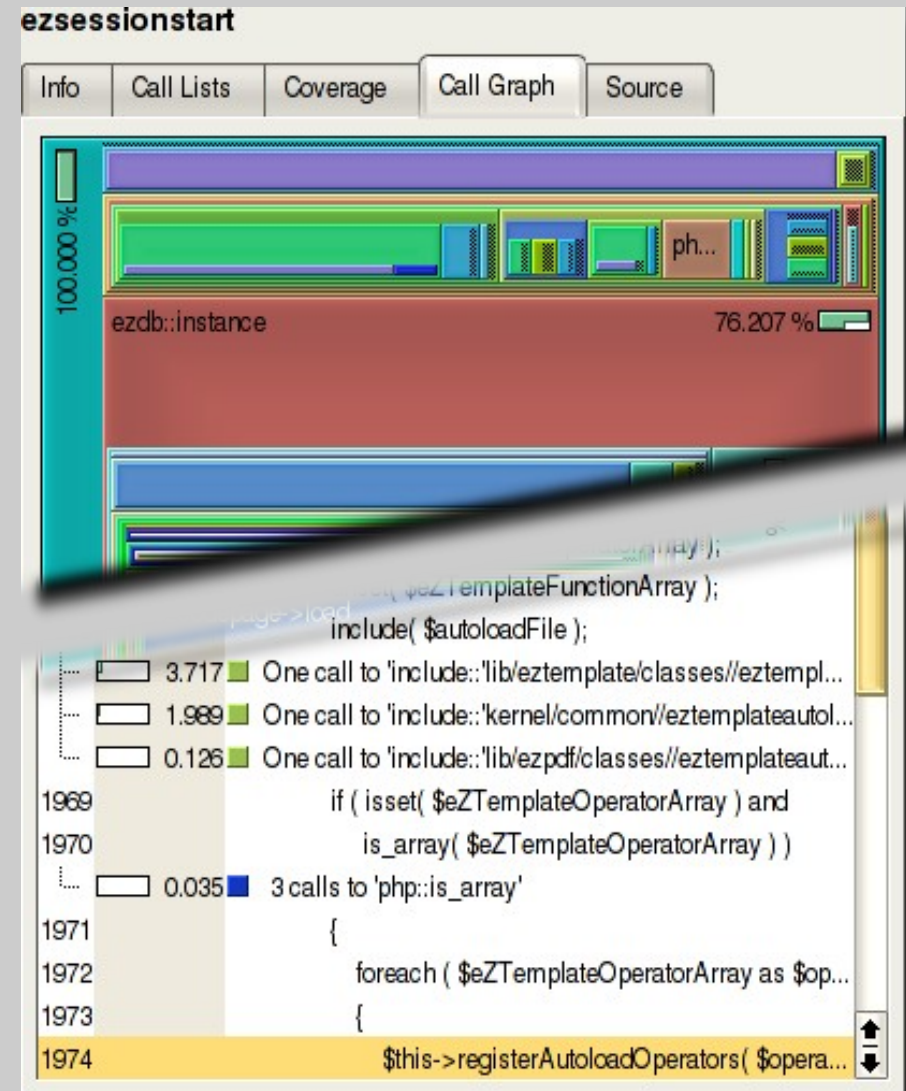 ezsessionstart
Info Call Lists Coverage Call Graph Source
100.000 %
ph...
ezdb::instance 76.207 %
$eZTemplateFunctionArray );
page->load
include( $autoloadFile );
3.717 One call to 'include::'lib/eztemplate/classes//eztempl...
1.989 One call to 'include::'kernel/common//eztemplateautol...
0.126 One call to 'include::'lib/ezpdf/classes//eztemplateaut...
1969 if ( isset( $eZTemplateOperatorArray ) and
1970 is_array( $eZTemplateOperatorArray ) )
0.035 3 calls to 'php::is_array'
1971 {
1972 foreach ( $eZTemplateOperatorArray as $op...
1973 {
1974 $this->registerAutoloadOperators( $opera...